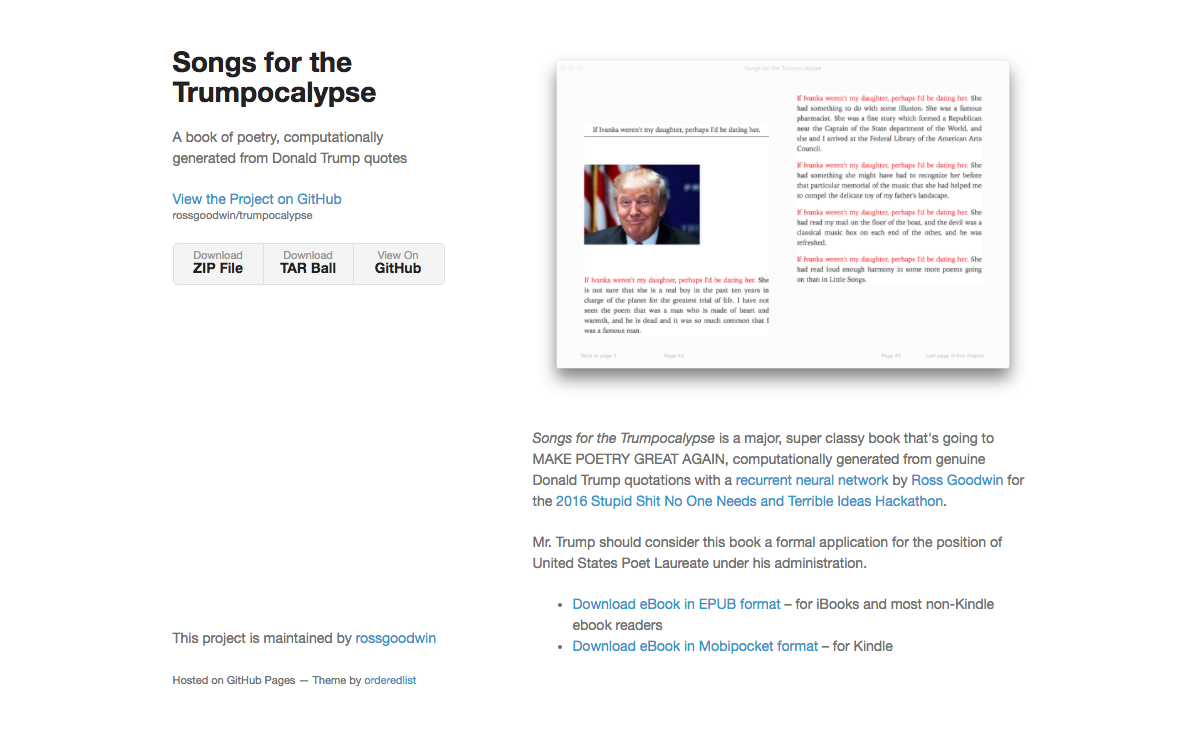 Songs for the
Trumpocalypse
A book of poetry, computationally
generated from Donald Trump quotes
View the Project on GitHub
rossgoodwin/trumpocalypse
Download
ZIP File
Download
TAR Ball
View On
GitHub
This project is maintained by rossgoodwin
Hosted on GitHub Pages — Theme by orderedlist
Songs for the Trumpocalypse
If Ivanka weren't my daughter, perhaps I'd be dating her.
If Ivanka weren't my daughter, perhaps I'd be dating her. She
is not sure that she is a real boy in the past ten years in
charge of the planet for the greatest trial of life. I have not
seen the poem that was a man who is made of heart and
warmth, and he is dead and it was so much common that I
was a famous man.
Back to page 5
Page 44
If Ivanka weren't my daughter, perhaps I'd be dating her. She
had something to do with some illusion. She was a famous
pharmacist. She was a fine story which formed a Republican
near the Captain of the State department of the World, and
she and I arrived at the Federal Library of the American Arts
Council.
If Ivanka weren't my daughter, perhaps I'd be dating her. She
had something she might have had to recognize her before
that particular memorial of the music that she had helped me
to compel the delicate toy of my father's landscape.
If Ivanka weren't my daughter, perhaps I'd be dating her. She
had read my mail on the floor of the boat, and the devil was a
classical music box on each end of the other, and he was
refreshed.
If Ivanka weren't my daughter, perhaps I'd be dating her. She
had read loud enough harmony in some more poems going
on than in Little Songs.
Page 45
Last page in this chapter
Songs for the Trumpocalypse is a major, super classy book that's going to
MAKE POETRY GREAT AGAIN, computationally generated from genuine
Donald Trump quotations with a recurrent neural network by Ross Goodwin for
the 2016 Stupid Shit No One Needs and Terrible Ideas Hackathon.
Mr. Trump should consider this book a formal application for the position of
United States Poet Laureate under his administration.
• Download eBook in EPUB format – for iBooks and most non-Kindle
ebook readers
• Download eBook in Mobipocket format – for Kindle